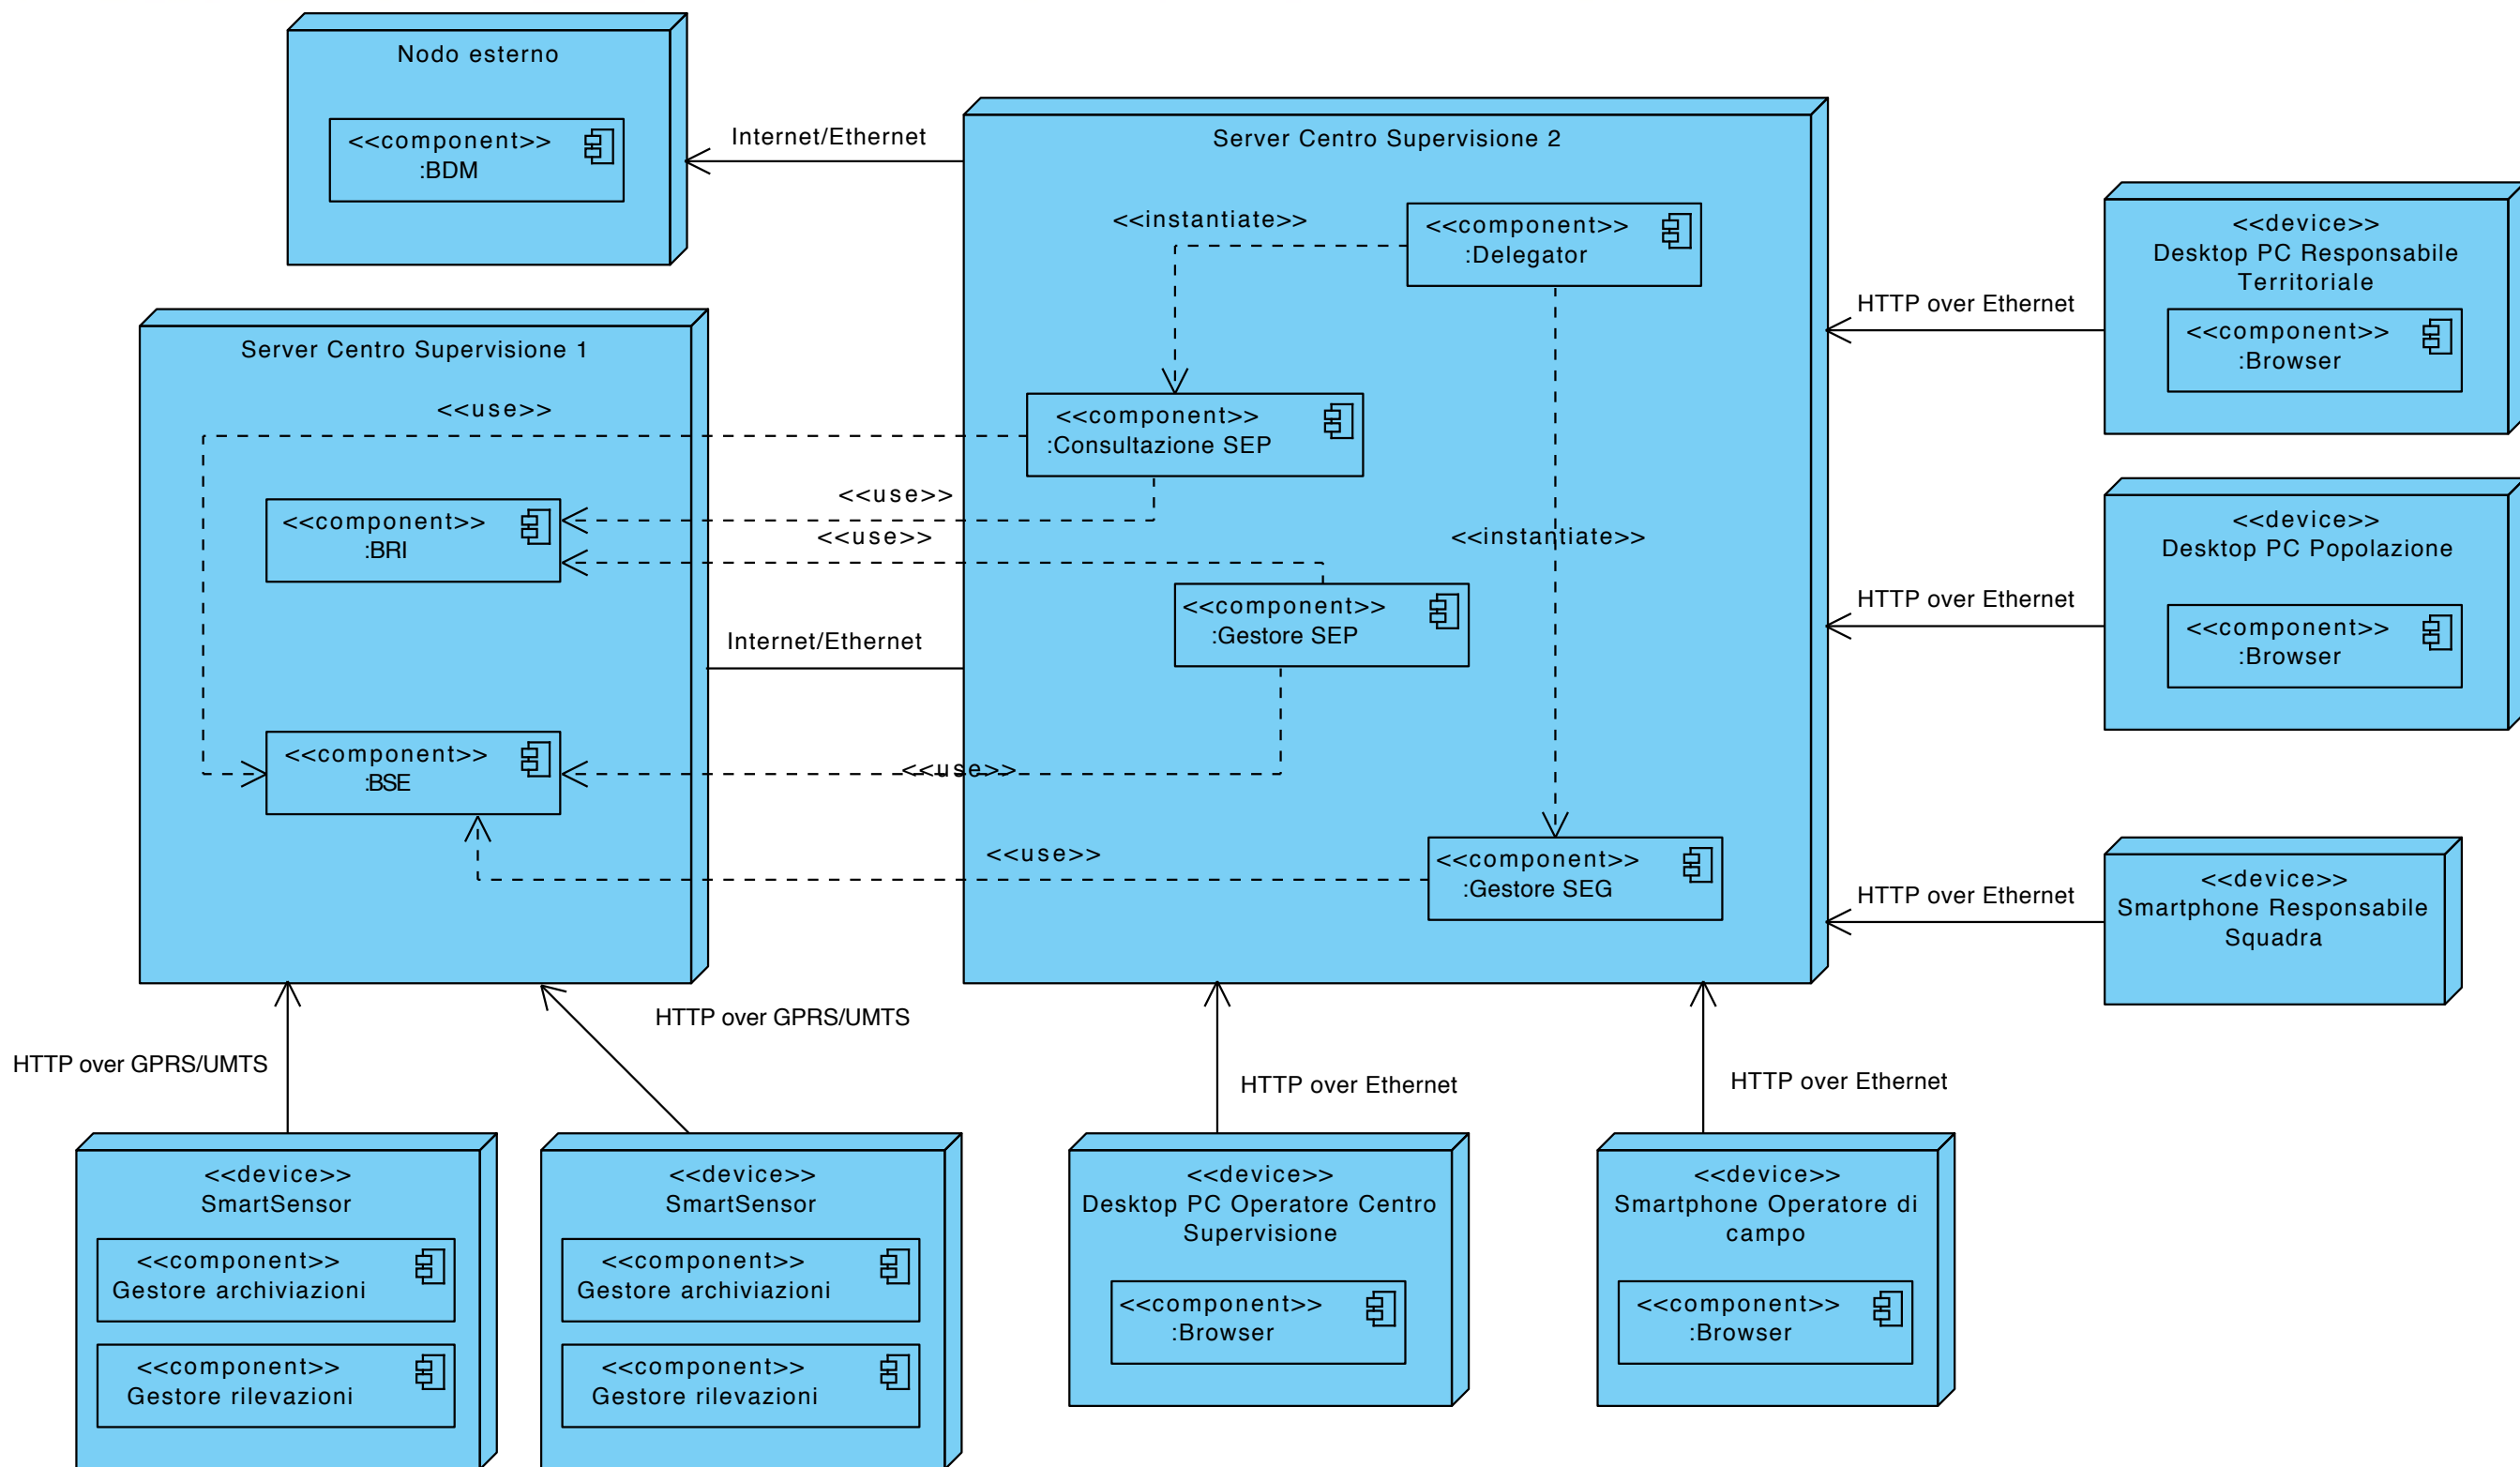 Nodo esterno
<<component>>
:BDM
Internet/Ethernet
Server Centro Supervisione 2
<<instantiate>>
<<component>>
:Delegator
<<device>>
Desktop PC Responsabile
Territoriale
<<component>>
:Browser
HTTP over Ethernet
Server Centro Supervisione 1
<<use>>
<<component>>
:Consultazione SEP
<<use>>
<<component>>
:BRI
<<use>>
<<instantiate>>
<<device>>
Desktop PC Popolazione
<<component>>
:Browser
HTTP over Ethernet
<<component>>
:Gestore SEP
Internet/Ethernet
<<component>>
:BSE
<<use>>
<<use>>
<<component>>
:Gestore SEG
HTTP over Ethernet
<<device>>
Smartphone Responsabile
Squadra
HTTP over GPRS/UMTS
HTTP over GPRS/UMTS
HTTP over Ethernet
HTTP over Ethernet
<<device>>
SmartSensor
<<component>>
Gestore archiviazioni
<<component>>
Gestore rilevazioni
<<device>>
SmartSensor
<<component>>
Gestore archiviazioni
<<component>>
Gestore rilevazioni
<<device>>
Desktop PC Operatore Centro
Supervisione
<<component>>
:Browser
<<device>>
Smartphone Operatore di
campo
<<component>>
:Browser